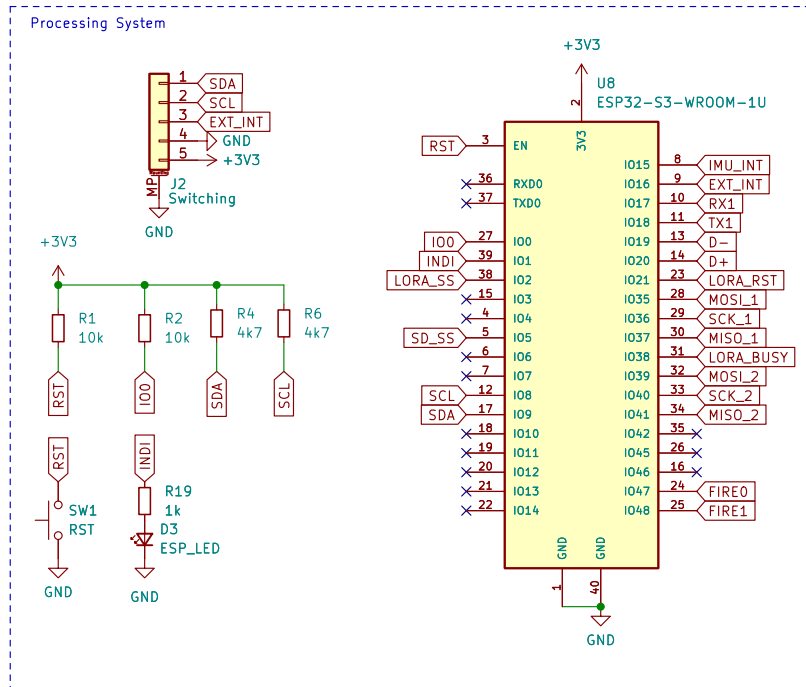 Processing System
1 SDA
2 SCL
3 EXT_INT
4 GND
5 +3V3
MP
J2
Switching
GND
+3V3
R1
10k
R2
10k
R4
4k7
R6
4k7
RST
IO0
SDA
SCL
RST
INDI
SW1
RST
R19
1k
D3
ESP_LED
GND
GND
+3V3
2
U8
ESP32-S3-WROOM-1U
3V3
RST 3 EN
36 RXD0
37 TXD0
IO0 27 IO0
INDI 39 IO1
LORA_SS 38 IO2
15 IO3
4 IO4
SD_SS 5 IO5
6 IO6
7 IO7
SCL 12 IO8
SDA 17 IO9
18 IO10
19 IO11
20 IO12
21 IO13
22 IO14
IO15 8 IMU_INT
IO16 9 EXT_INT
IO17 10 RX1
IO18 11 TX1
IO19 13 D-
IO20 14 D+
IO21 23 LORA_RST
IO35 28 MOSI_1
IO36 29 SCK_1
IO37 30 MISO_1
IO38 31 LORA_BUSY
IO39 32 MOSI_2
IO40 33 SCK_2
IO41 34 MISO_2
IO42 35
IO45 26
IO46 16
IO47 24 FIRE0
IO48 25 FIRE1
GND
GND
1
40
GND